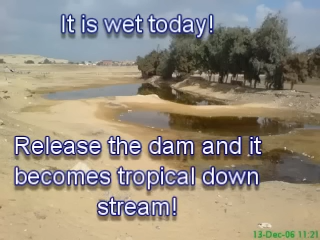 It is wet today!
Release the dam and it
becomes tropical down
stream!
13-Dec-06 11:21